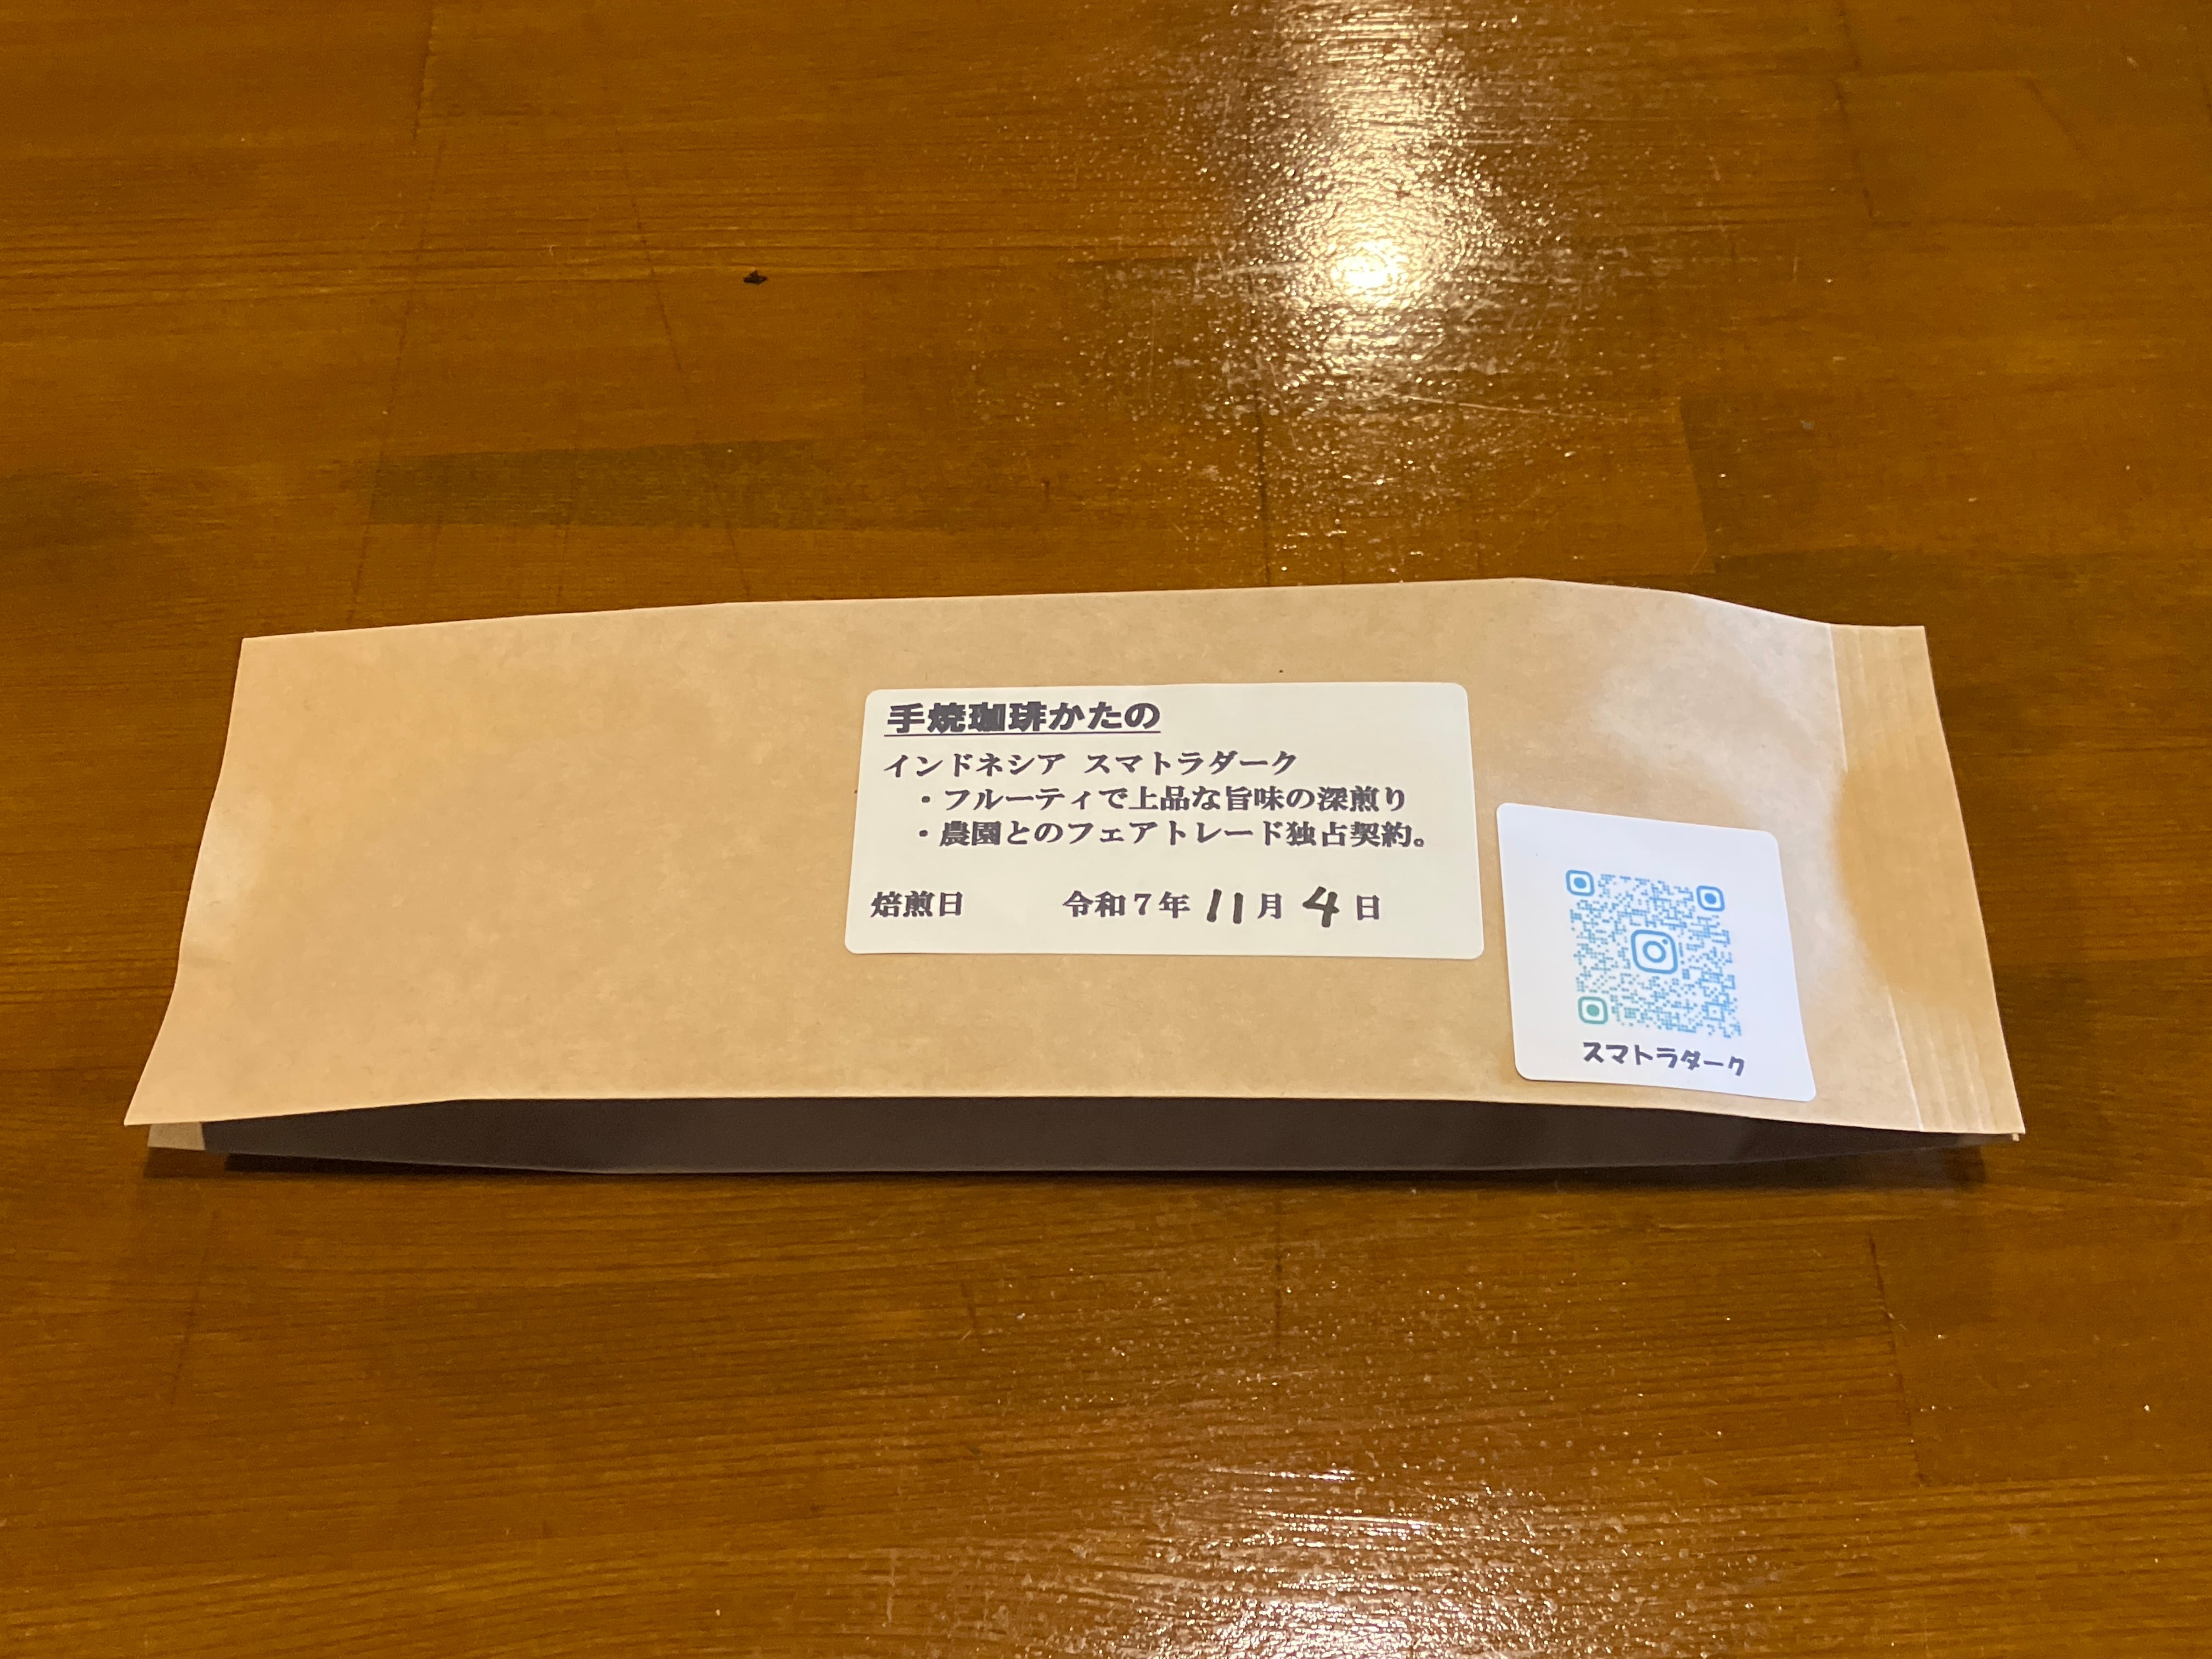 手焼珈琲かたの
インドネシア スマトラダーク
・フルーティで上品な旨味の深煎り
・農園とのフェアトレード独占契約。
焙煎日 令和7年 11月 4日
スマトラダーク